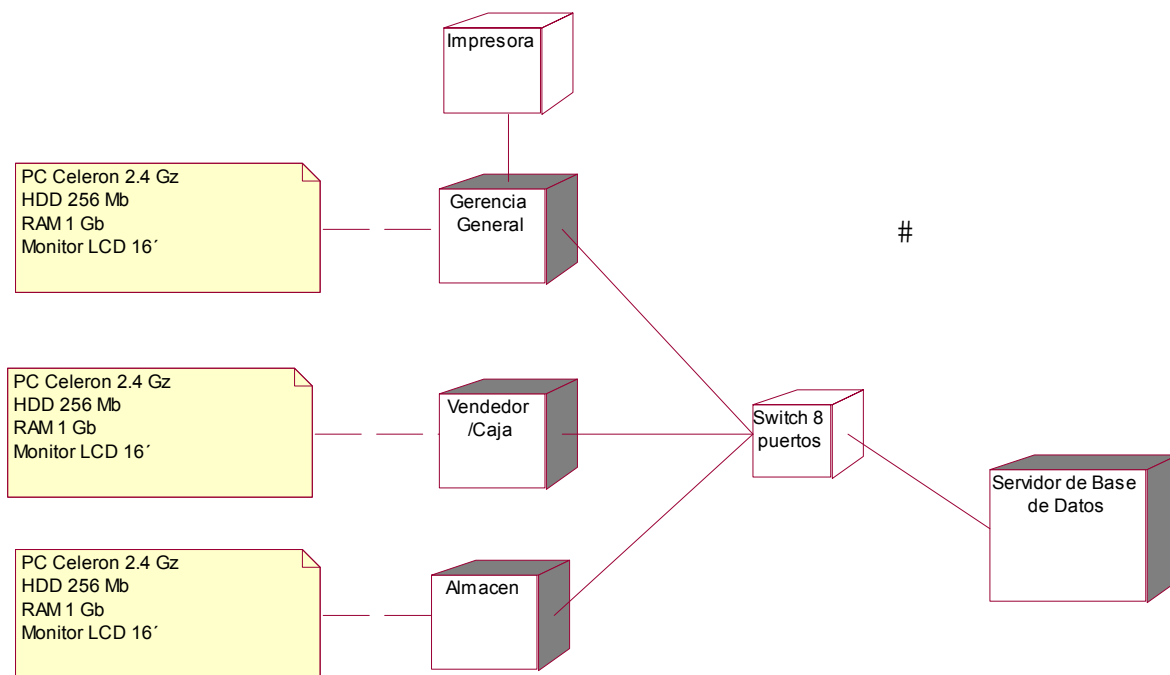 Impresora
PC Celeron 2.4 Gz
HDD 256 Mb
RAM 1 Gb
Monitor LCD 16´
Gerencia
General
#
PC Celeron 2.4 Gz
HDD 256 Mb
RAM 1 Gb
Monitor LCD 16´
Vendedor
/Caja
Switch 8
puertos
Servidor de Base
de Datos
PC Celeron 2.4 Gz
HDD 256 Mb
RAM 1 Gb
Monitor LCD 16´
Almacen